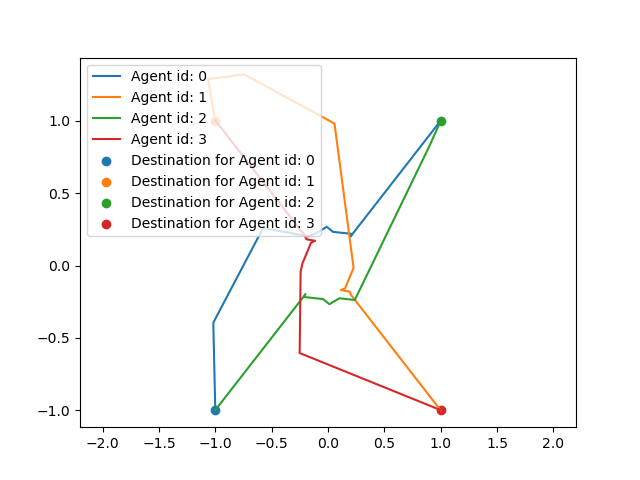 Agent id: 0
Agent id: 1
Agent id: 2
Agent id: 3
Destination for Agent id: 0
Destination for Agent id: 1
Destination for Agent id: 2
Destination for Agent id: 3
1.0
0.5
0.0
−0.5
−1.0
−2.0 −1.5 −1.0 −0.5 0.0 0.5 1.0 1.5 2.0